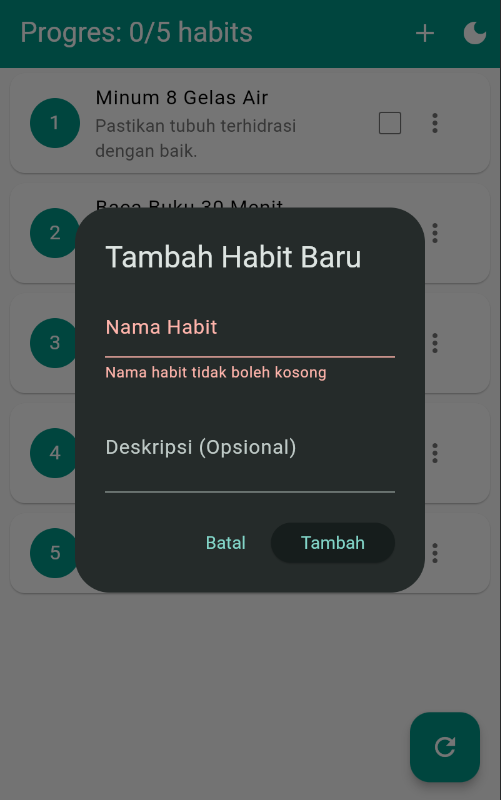 Progres: 0/5 habits
1
Minum 8 Gelas Air
Pastikan tubuh terhidrasi
dengan baik.
2
Baca Buku 30 Menit
Tambah Habit Baru
3
Nama Habit
Nama habit tidak boleh kosong
4
Deskripsi (Opsional)
5
Batal
Tambah